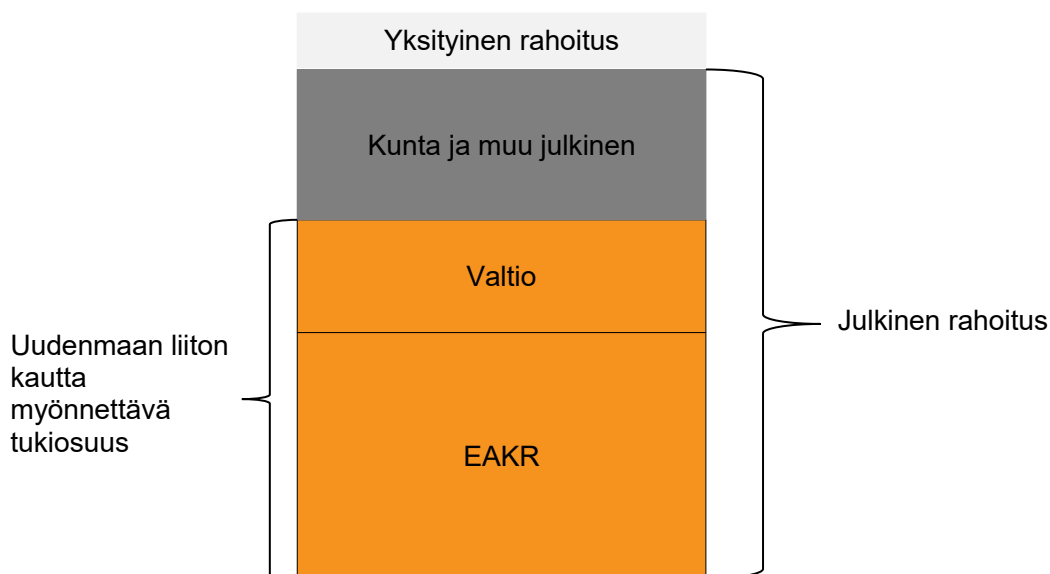 Yksityinen rahoitus
Kunta ja muu julkinen
Valtio
Julkinen rahoitus
Uudenmaan liiton
kautta
myönnettävä
tukiosuus
EAKR